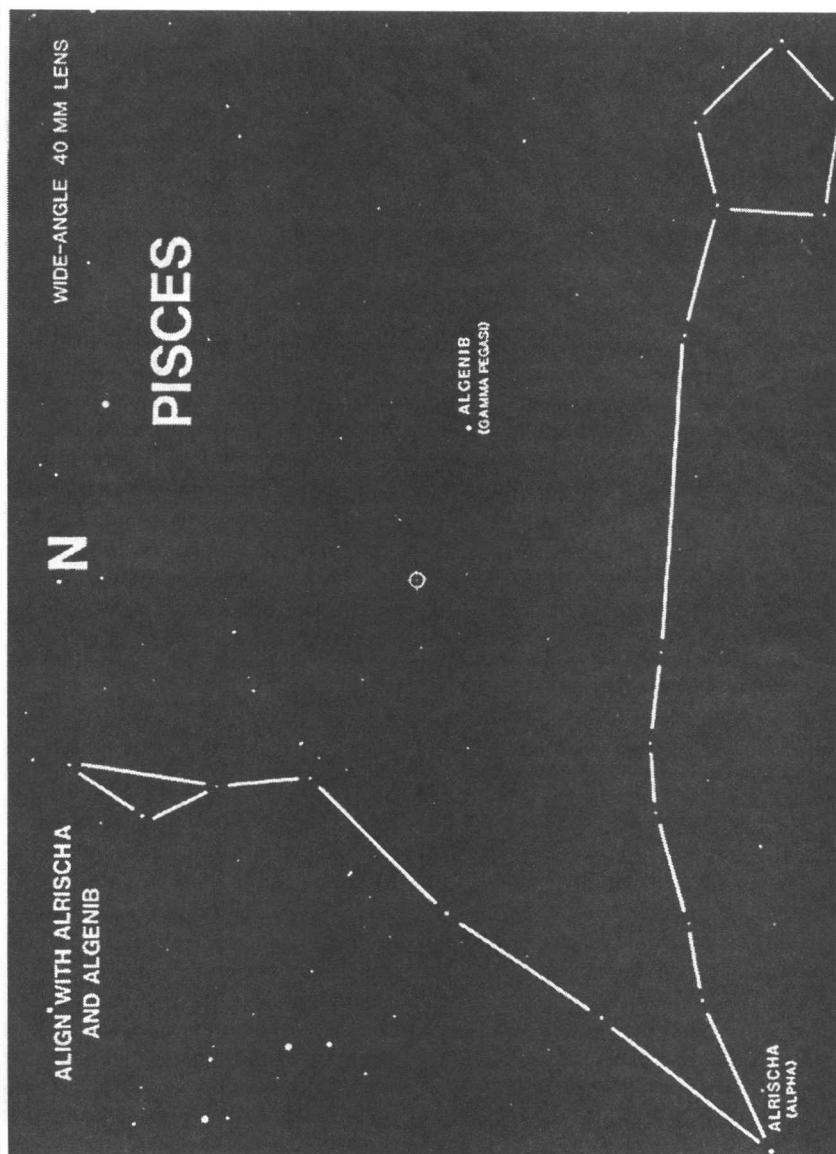 WIDE-ANGLE 40 MM LENS
PISCES
N
ALIGN WITH ALRISCHA
AND ALGENIB
ALGENIB
(GAMMA PEGASI)
ALRISCHA
(ALPHA)